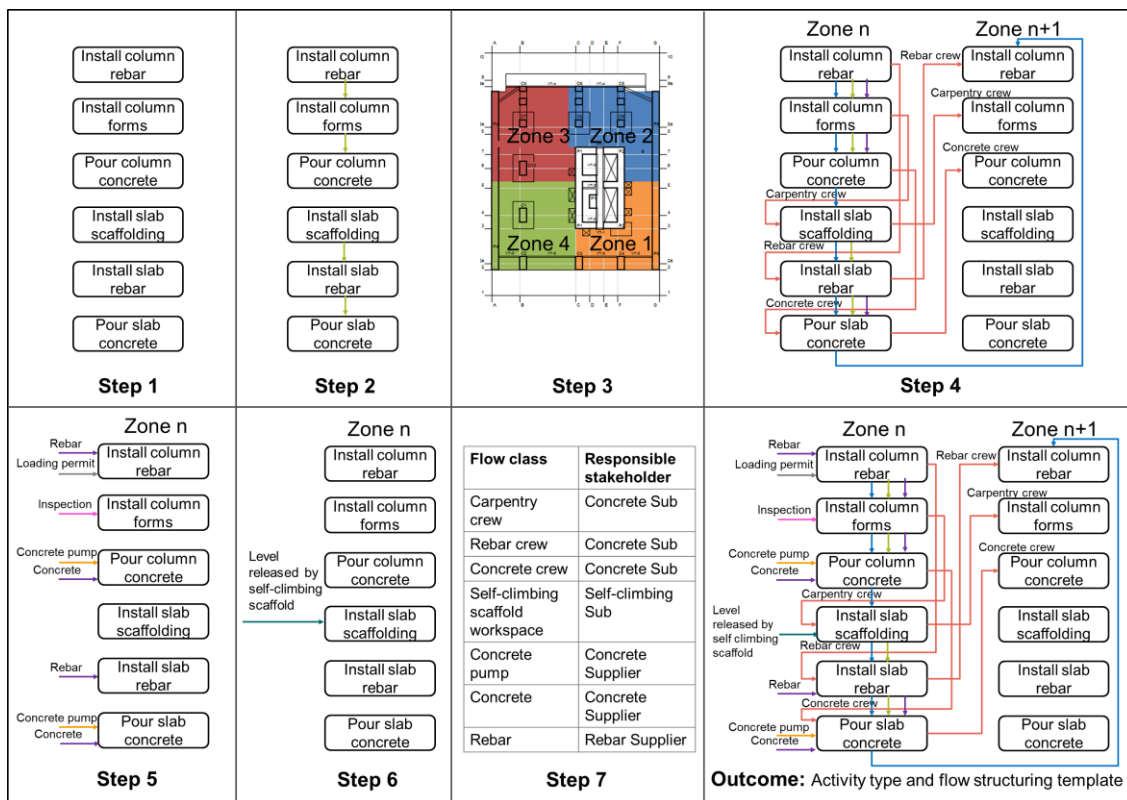 Install column
rebar
Install column
forms
Pour column
concrete
Install slab
scaffolding
Install slab
rebar
Pour slab
concrete
Step 1
Install column
rebar
Install column
forms
Pour column
concrete
Install slab
scaffolding
Install slab
rebar
Pour slab
concrete
Step 2
Zone 3
Zone 2
Zone 4
Zone 1
Step 3
Zone n
Zone n+1
Install column
rebar
Rebar crew
Install column
rebar
Carpentry crew
Install column
forms
Install column
forms
Concrete crew
Pour column
concrete
Pour column
concrete
Carpentry crew
Install slab
scaffolding
Install slab
scaffolding
Rebar crew
Install slab
rebar
Install slab
rebar
Concrete crew
Pour slab
concrete
Pour slab
concrete
Step 4
Zone n
Rebar
Loading permit
Install column
rebar
Inspection
Install column
forms
Concrete pump
Concrete
Pour column
concrete
Install slab
scaffolding
Rebar
Install slab
rebar
Concrete pump
Concrete
Pour slab
concrete
Step 5
Zone n
Install column
rebar
Install column
forms
Pour column
concrete
Level
released by
self-climbing
scaffold
Install slab
scaffolding
Install slab
rebar
Pour slab
concrete
Step 6
Flow class
Responsible
stakeholder
Carpentry
crew
Concrete Sub
Rebar crew
Concrete Sub
Concrete crew
Concrete Sub
Self-climbing
scaffold
workspace
Self-climbing
Sub
Concrete
pump
Concrete
Supplier
Concrete
Concrete
Supplier
Rebar
Rebar Supplier
Step 7
Zone n
Zone n+1
Rebar
Loading permit
Install column
rebar
Rebar crew
Install column
rebar
Inspection
Install column
forms
Carpentry crew
Install column
forms
Concrete pump
Concrete
Pour column
concrete
Concrete crew
Pour column
concrete
Carpentry crew
Level
released by
self climbing
scaffold
Install slab
scaffolding
Install slab
scaffolding
Rebar crew
Rebar
Install slab
rebar
Install slab
rebar
Concrete crew
Concrete pump
Concrete
Pour slab
concrete
Pour slab
concrete
Outcome: Activity type and flow structuring template